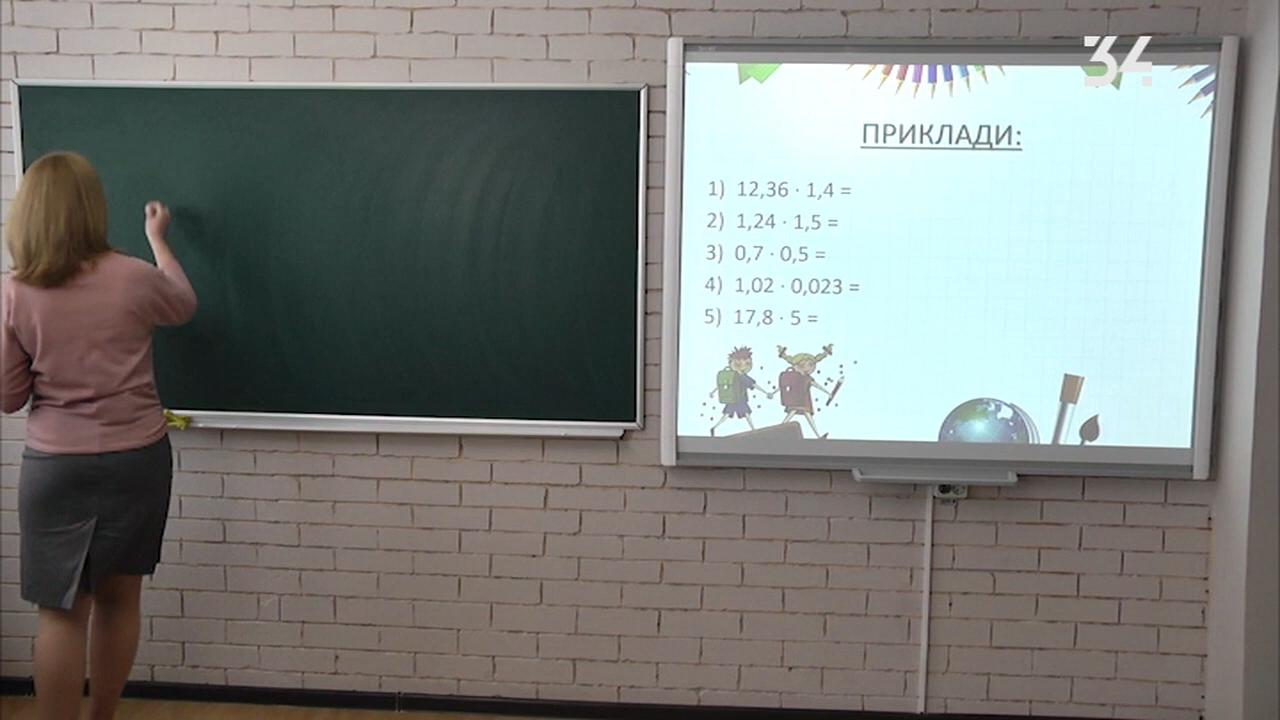 34
ПРИКЛАДИ:
1) 12,36 · 1,4 =
2) 1,24 · 1,5 =
3) 0,7 · 0,5 =
4) 1,02 · 0,023 =
5) 17,8 · 5 =